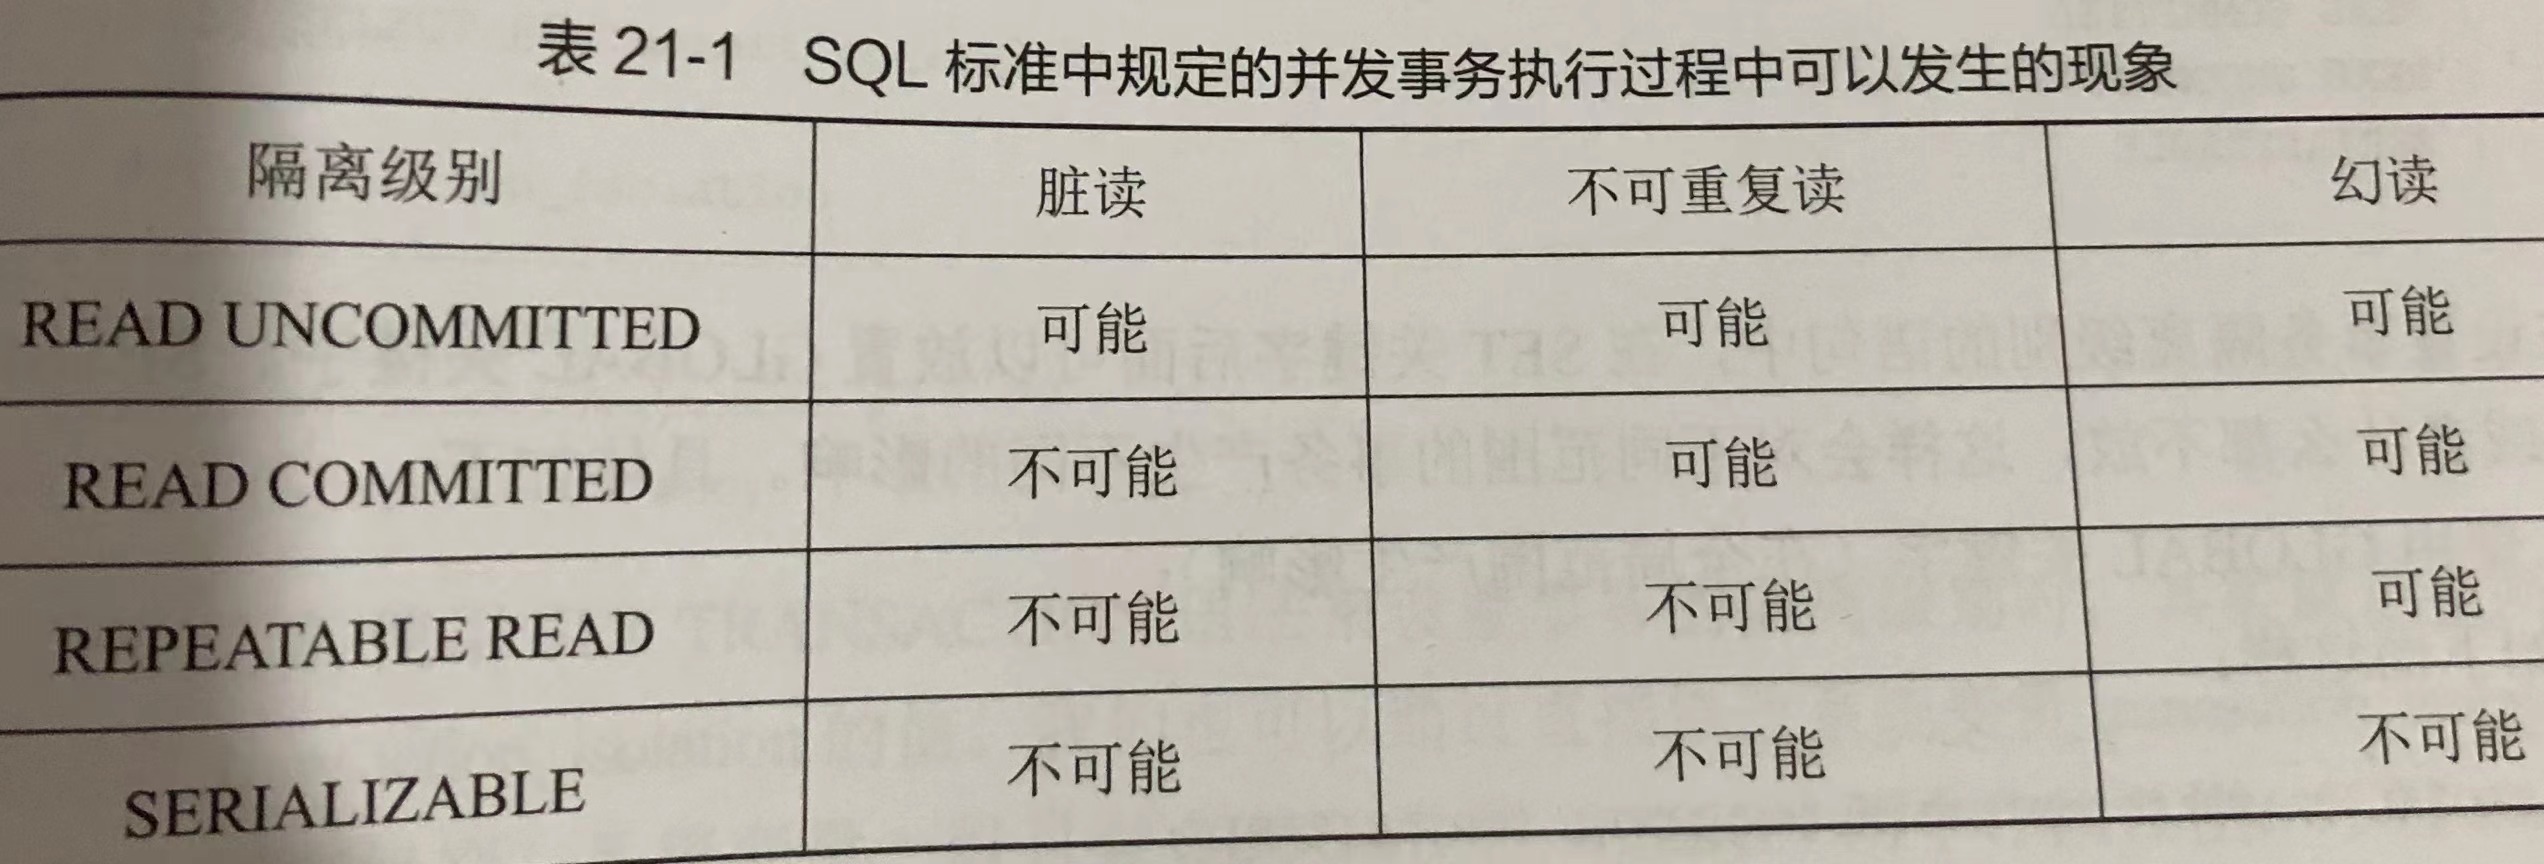 表 21-1 SQL 标准中规定的并发事务执行过程中可以发生的现象
隔离级别 脏读 不可重复读 幻读
READ UNCOMMITTED 可能 可能 可能
READ COMMITTED 不可能 可能 可能
REPEATABLE READ 不可能 不可能 可能
SERIALIZABLE 不可能 不可能 不可能